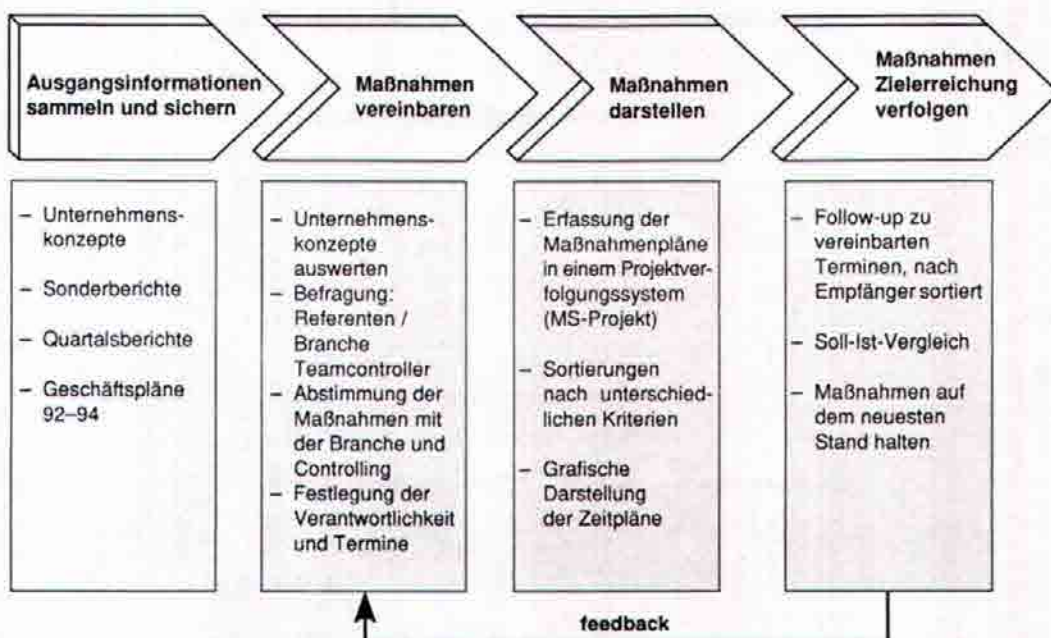 Ausgangsinformationen
sammeln und sichern
Maßnahmen
vereinbaren
Maßnahmen
darstellen
Maßnahmen
Zielerreichung
verfolgen
– Unternehmens-
konzepte
– Sonderberichte
– Quartalsberichte
– Geschäftspläne
92–94
– Unternehmens-
konzepte
auswerten
– Befragung:
Referenten /
Branche
Teamcontroller
– Abstimmung der
Maßnahmen mit
der Branche und
Controlling
– Festlegung der
Verantwortlichkeit
und Termine
– Erfassung der
Maßnahmenpläne
in einem Projektver-
folgungssystem
(MS-Projekt)
– Sortierungen
nach unterschied-
lichen Kriterien
– Grafische
Darstellung
der Zeitpläne
– Follow-up zu
vereinbarten
Terminen, nach
Empfänger sortiert
– Soll-Ist-Vergleich
– Maßnahmen auf
dem neuesten
Stand halten
feedback